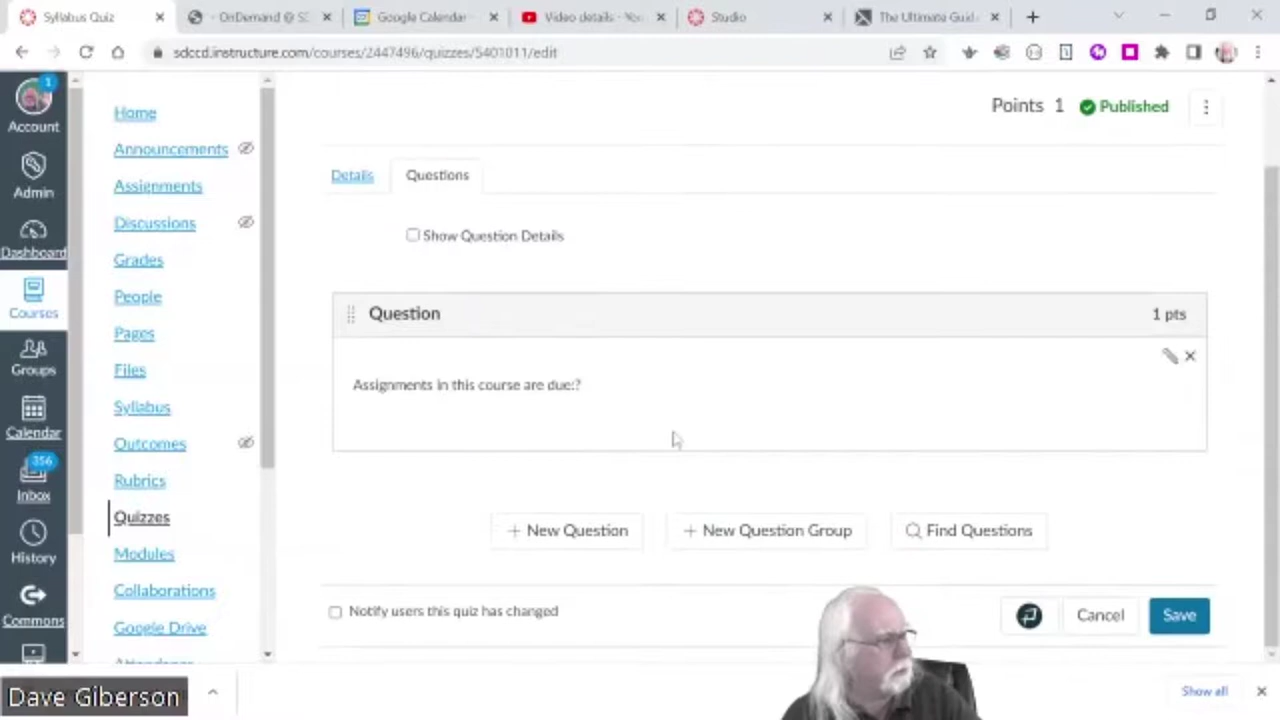 Syllabus Quiz
- OnDemand @ SD
Google Calendar -
Video details - You
Studio
The Ultimate Guid
sdccd.instructure.com/courses/2447496/quizzes/5401011/edit
1
Account
Admin
Dashboard
Courses
Groups
Calendar
356
Inbox
History
Commons
Home
Announcements
Assignments
Discussions
Grades
People
Pages
Files
Syllabus
Outcomes
Rubrics
Quizzes
Modules
Collaborations
Google Drive
Attendance
Points 1 Published
Details Questions
Show Question Details
Question 1 pts
Assignments in this course are due:?
+ New Question + New Question Group Find Questions
Notify users this quiz has changed
Cancel Save
Dave Giberson
Show all